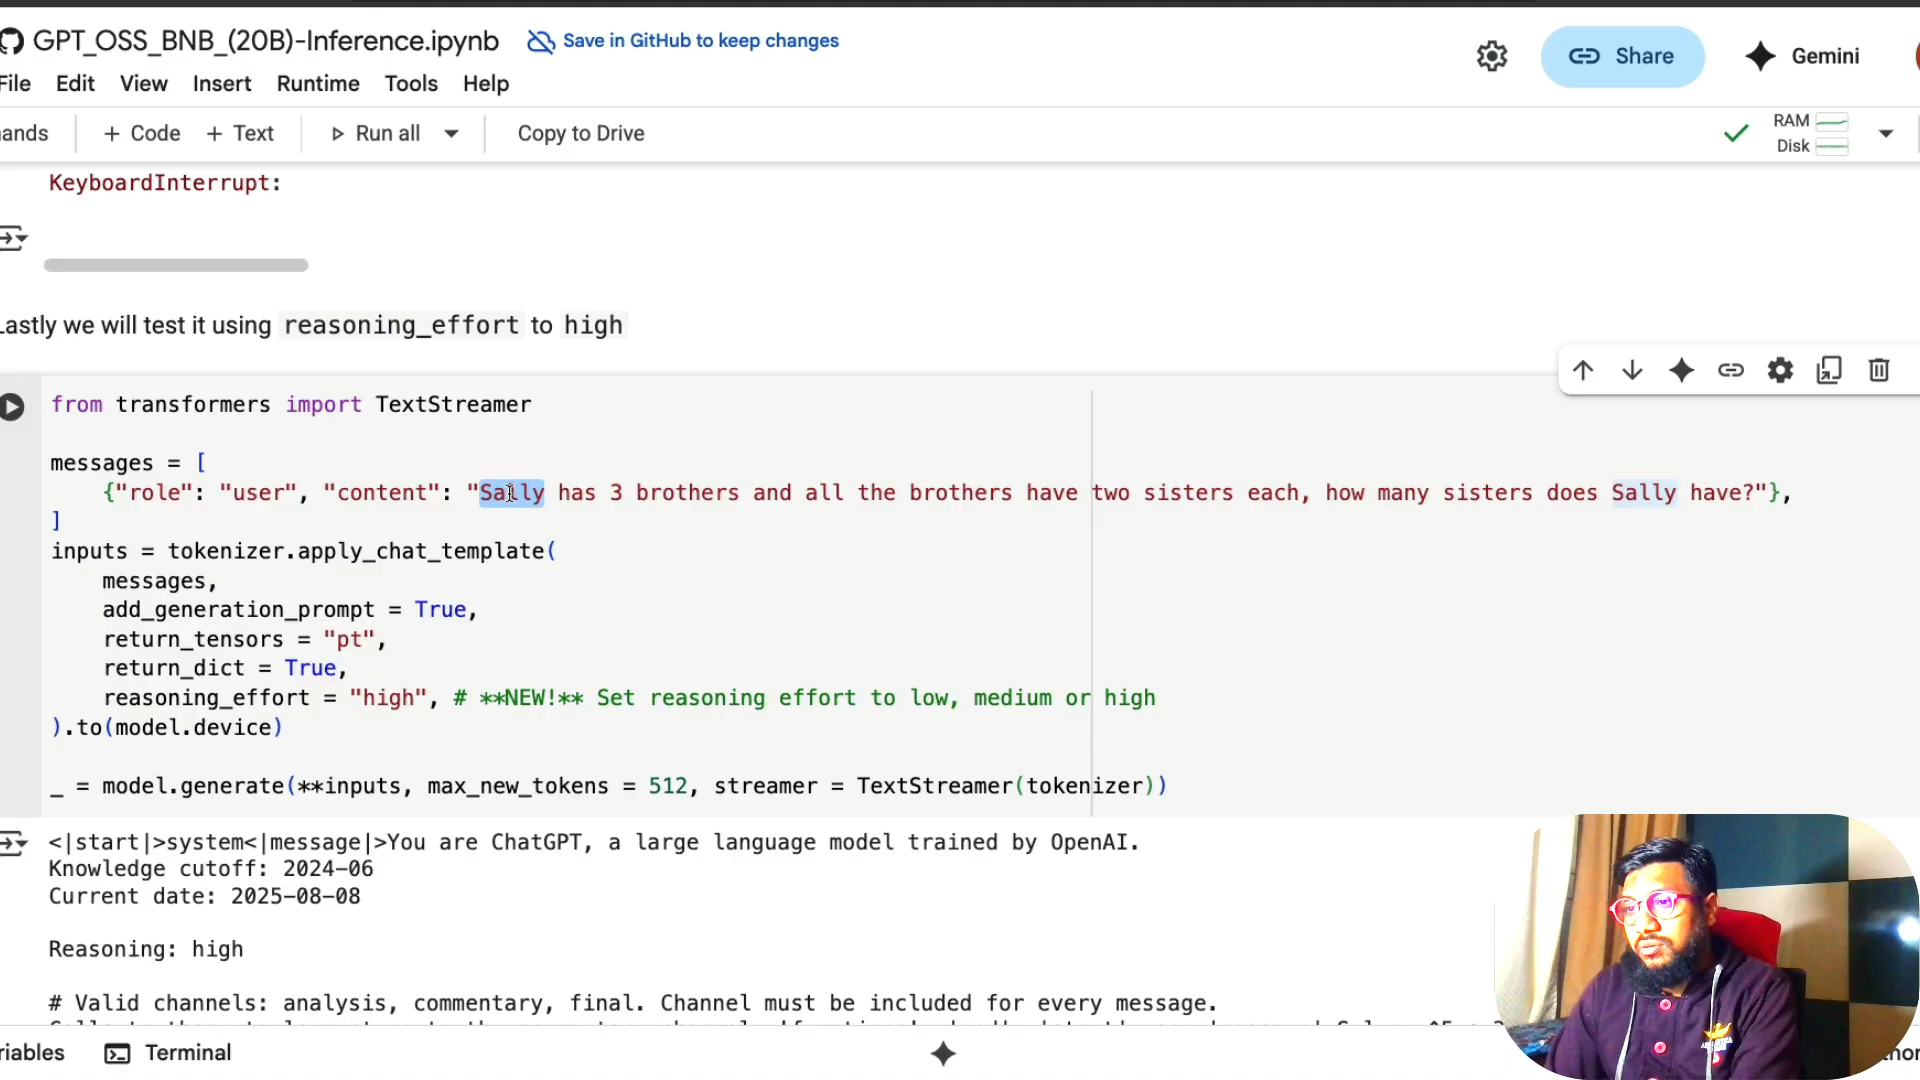 GPT_OSS_BNB_(20B)-Inference.ipynb Save in GitHub to keep changes
Share Gemini
File Edit View Insert Runtime Tools Help
ands + Code + Text Run all Copy to Drive
RAM
Disk
KeyboardInterrupt:
Lastly we will test it using reasoning_effort to high
from transformers import TextStreamer
messages = [
    {"role": "user", "content": "Sally has 3 brothers and all the brothers have two sisters each, how many sisters does Sally have?"},
]
inputs = tokenizer.apply_chat_template(
    messages,
    add_generation_prompt = True,
    return_tensors = "pt",
    return_dict = True,
    reasoning_effort = "high", # **NEW!** Set reasoning effort to low, medium or high
).to(model.device)
_ = model.generate(**inputs, max_new_tokens = 512, streamer = TextStreamer(tokenizer))
<|start|>system<|message|>You are ChatGPT, a large language model trained by OpenAI.
Knowledge cutoff: 2024-06
Current date: 2025-08-08
Reasoning: high
# Valid channels: analysis, commentary, final. Channel must be included for every message.
riables Terminal